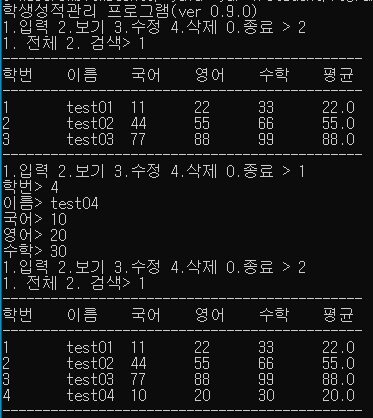 학생성적관리 프로그램(ver 0.9.0)
1.입력 2.보기 3.수정 4.삭제 0.종료 > 2
1. 전체 2. 검색> 1
---------------------------------------------
학번 이름 국어 영어 수학 평균
---------------------------------------------
1 test01 11 22 33 22.0
2 test02 44 55 66 55.0
3 test03 77 88 99 88.0
---------------------------------------------
1.입력 2.보기 3.수정 4.삭제 0.종료 > 1
학번> 4
이름> test04
국어> 10
영어> 20
수학> 30
1.입력 2.보기 3.수정 4.삭제 0.종료 > 2
1. 전체 2. 검색> 1
---------------------------------------------
학번 이름 국어 영어 수학 평균
---------------------------------------------
1 test01 11 22 33 22.0
2 test02 44 55 66 55.0
3 test03 77 88 99 88.0
4 test04 10 20 30 20.0
---------------------------------------------